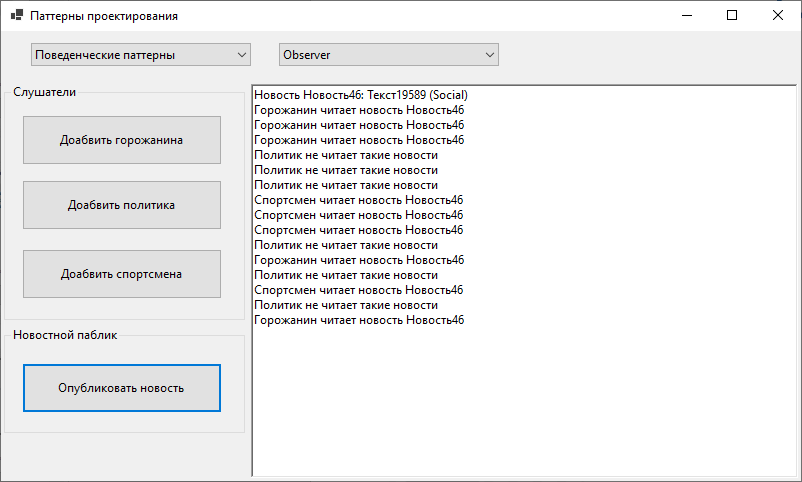 Паттерны проектирования
Поведенческие паттерны
Observer
Слушатели
Доабвить горожанина
Доабвить политика
Доабвить спортсмена
Новостной паблик
Опубликовать новость
Новость Новость46: Текст19589 (Social)
Горожанин читает новость Новость46
Горожанин читает новость Новость46
Горожанин читает новость Новость46
Политик не читает такие новости
Политик не читает такие новости
Политик не читает такие новости
Спортсмен читает новость Новость46
Спортсмен читает новость Новость46
Спортсмен читает новость Новость46
Политик не читает такие новости
Горожанин читает новость Новость46
Политик не читает такие новости
Спортсмен читает новость Новость46
Политик не читает такие новости
Горожанин читает новость Новость46